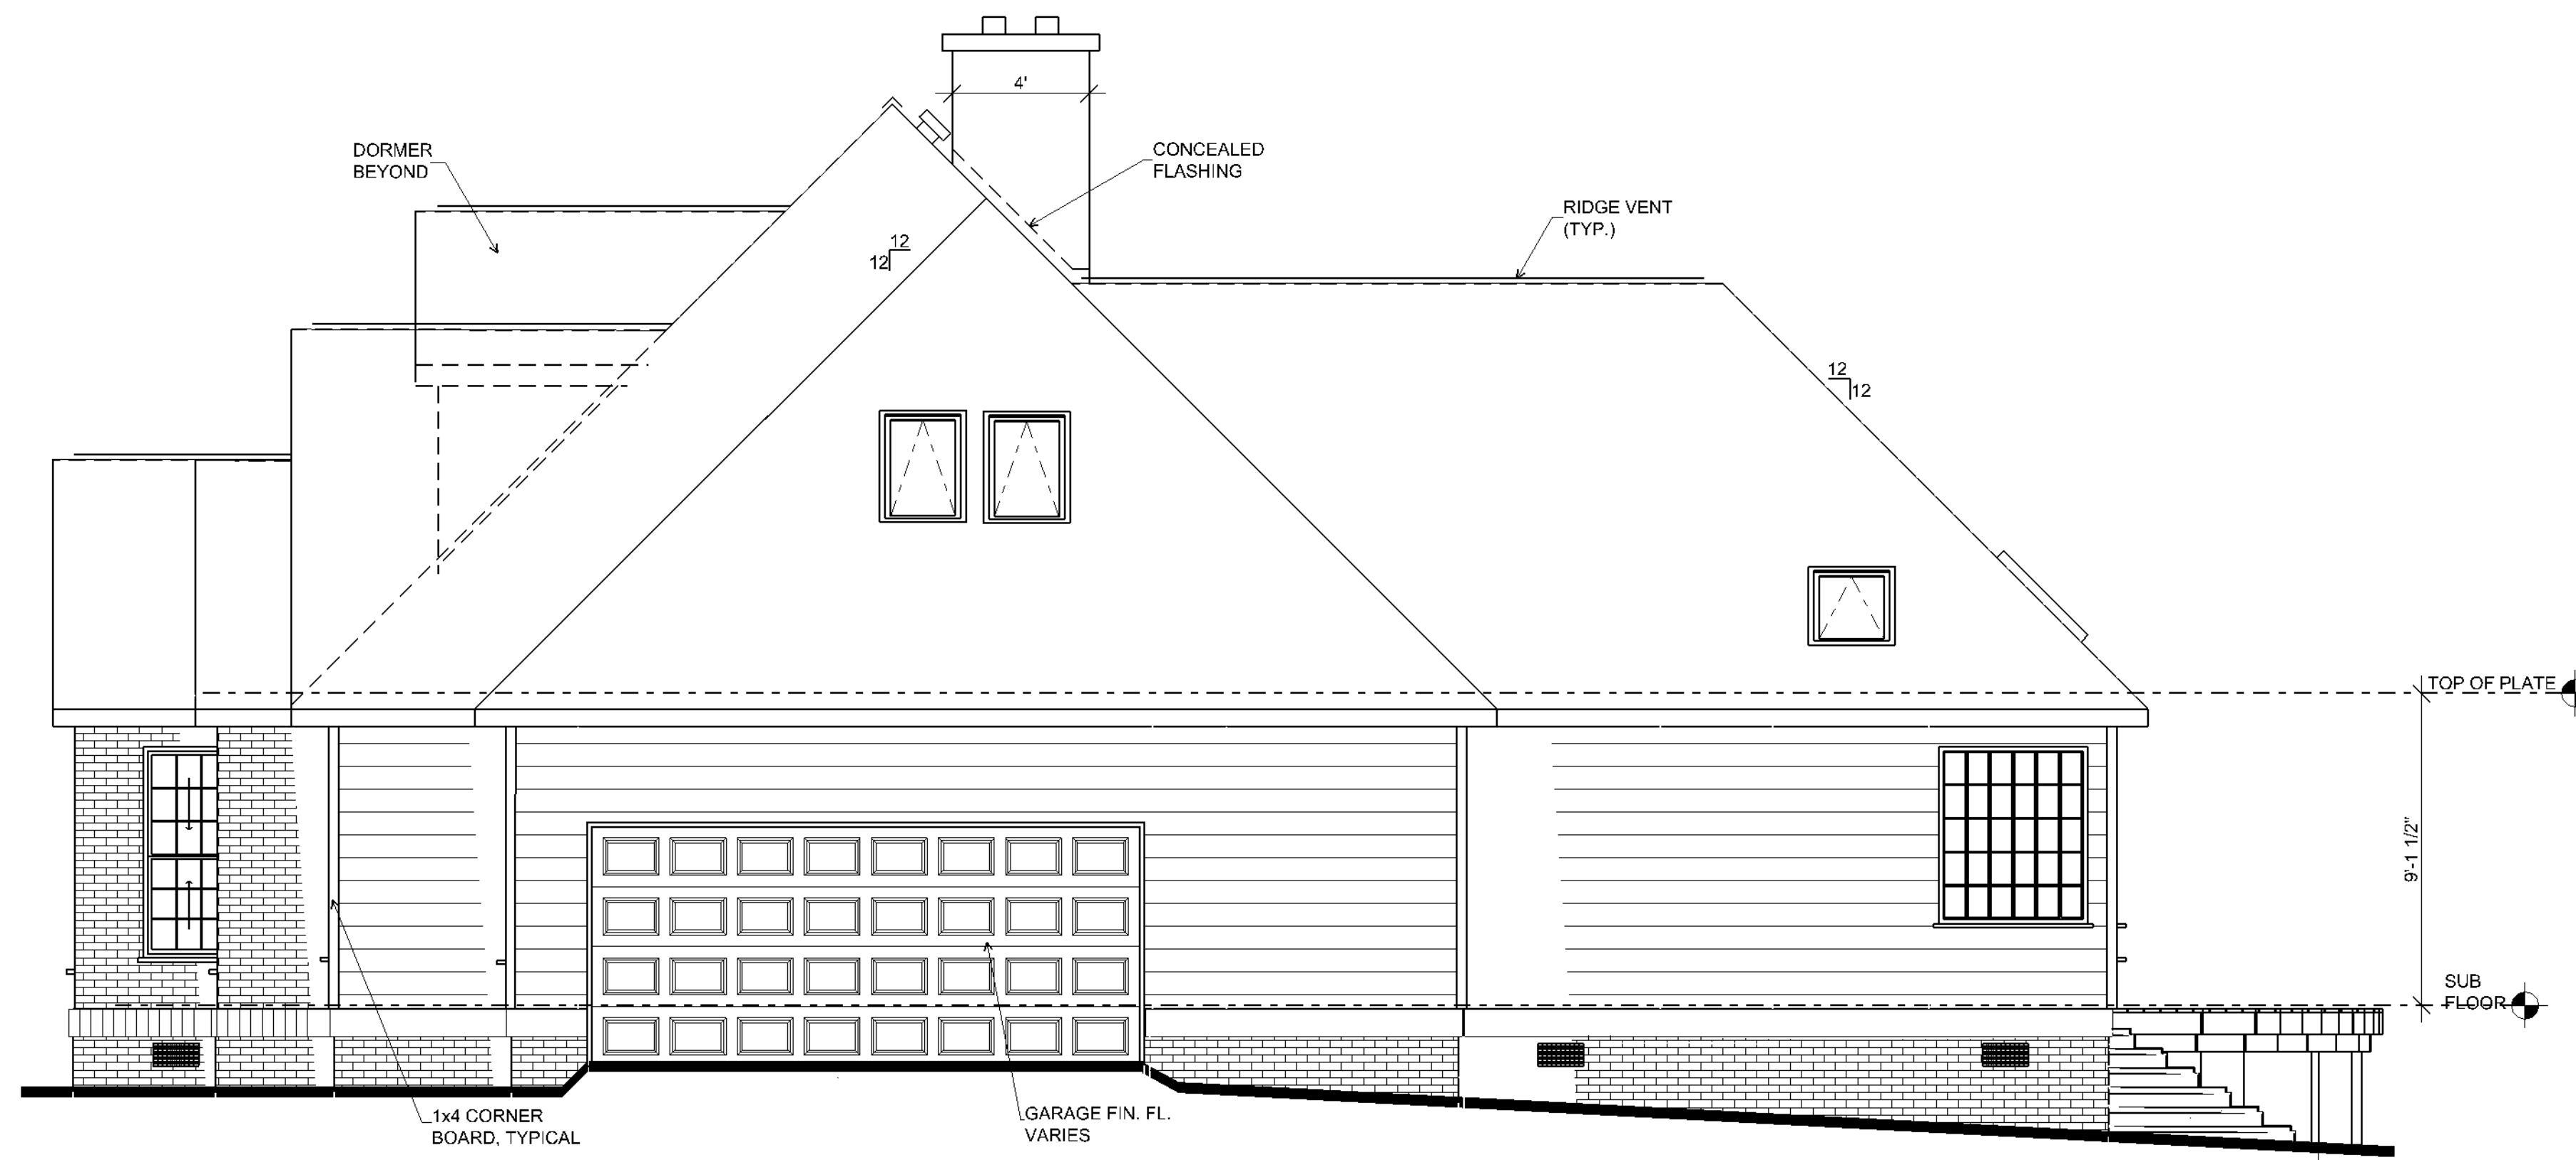 4'
DORMER
BEYOND
CONCEALED
FLASHING
RIDGE VENT
(TYP.)
12
12
12
12
TOP OF PLATE
9'-1 1/2"
SUB
FLOOR
1x4 CORNER
BOARD, TYPICAL
GARAGE FIN. FL.
VARIES